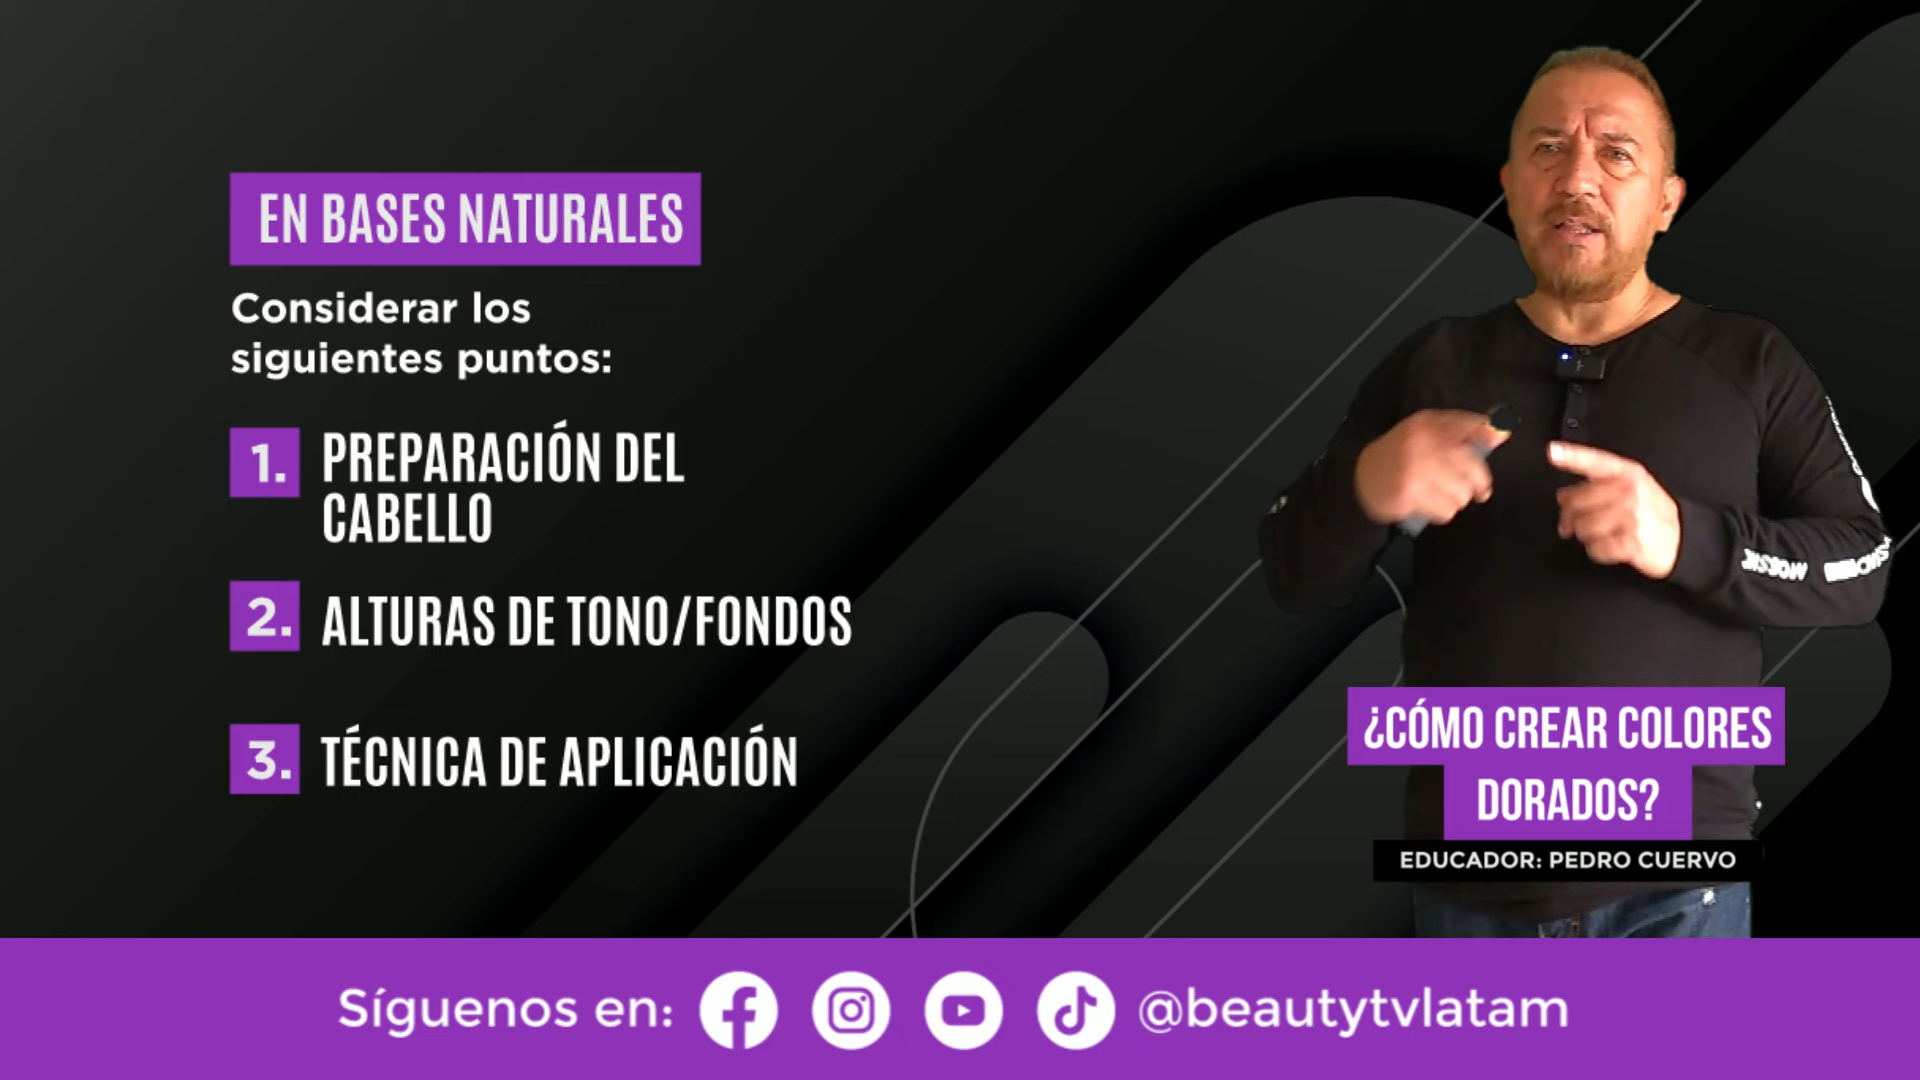 EN BASES NATURALES
Considerar los
siguientes puntos:
1. PREPARACIÓN DEL
CABELLO
2. ALTURAS DE TONO/FONDOS
3. TÉCNICA DE APLICACIÓN
¿CÓMO CREAR COLORES
DORADOS?
EDUCADOR: PEDRO CUERVO
Síguenos en: @beautytvlatam